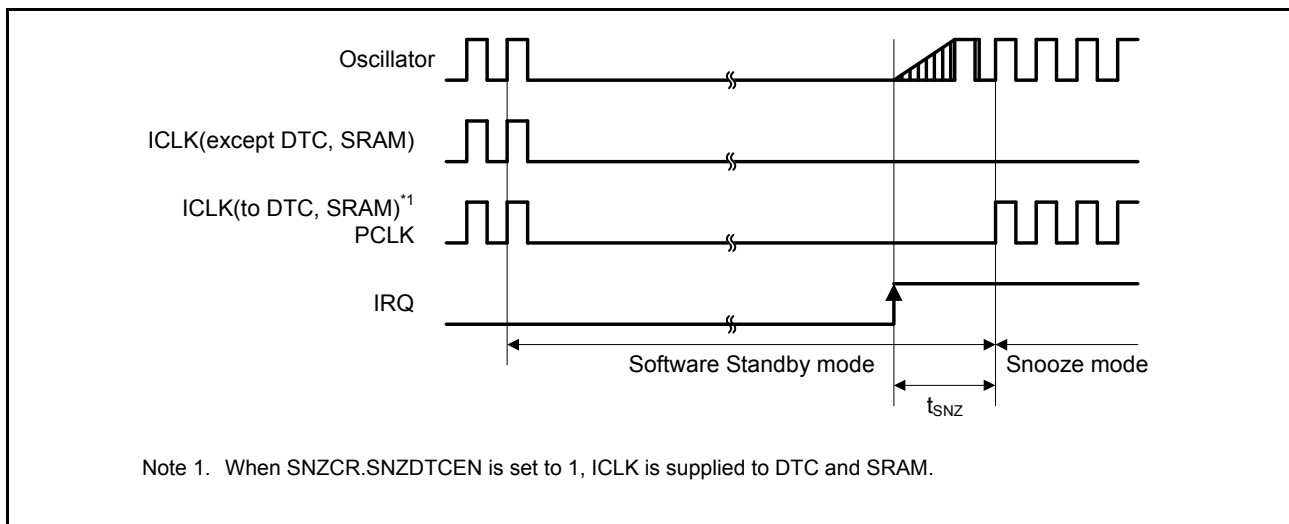 Oscillator
ICLK(except DTC, SRAM)
ICLK(to DTC, SRAM)*1
PCLK
IRQ
Software Standby mode
Snooze mode
tSNZ
Note 1. When SNZCR.SNZDTCEN is set to 1, ICLK is supplied to DTC and SRAM.